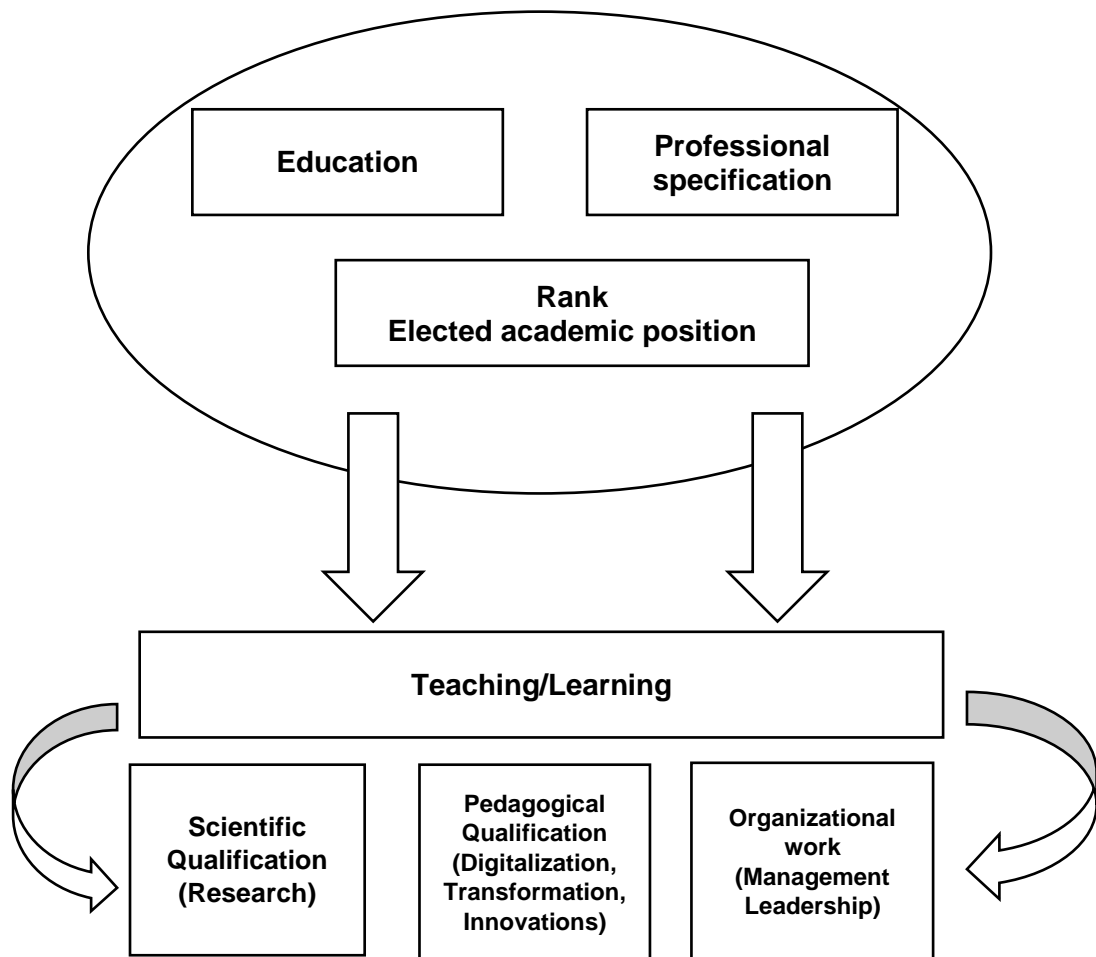 Education
Professional
specification
Rank
Elected academic position
Teaching/Learning
Scientific
Qualification
(Research)
Pedagogical
Qualification
(Digitalization,
Transformation,
Innovations)
Organizational
work
(Management
Leadership)